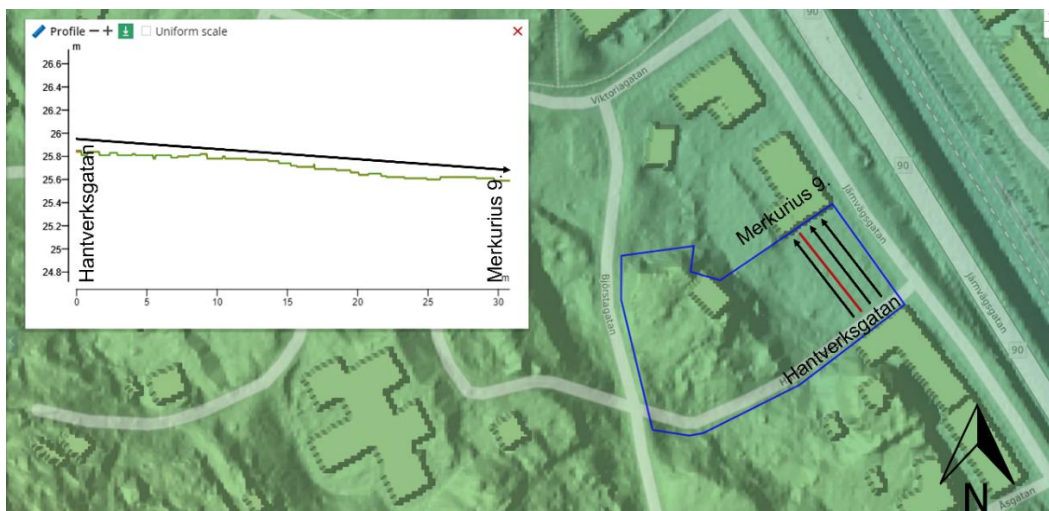 Profile − + Uniform scale
m
26.6
26.4
26.2
26
25.8
25.6
25.4
25.2
25
24.8
0
5
10
15
20
25
30
m
Hantverksgatan
Merkurius 9.
Viktoriagatan
90
90
Järnvägsgatan
Järnvägsgatan
90
Björstagatan
Merkurius 9.
Hantverksgatan
Åsgatan
N